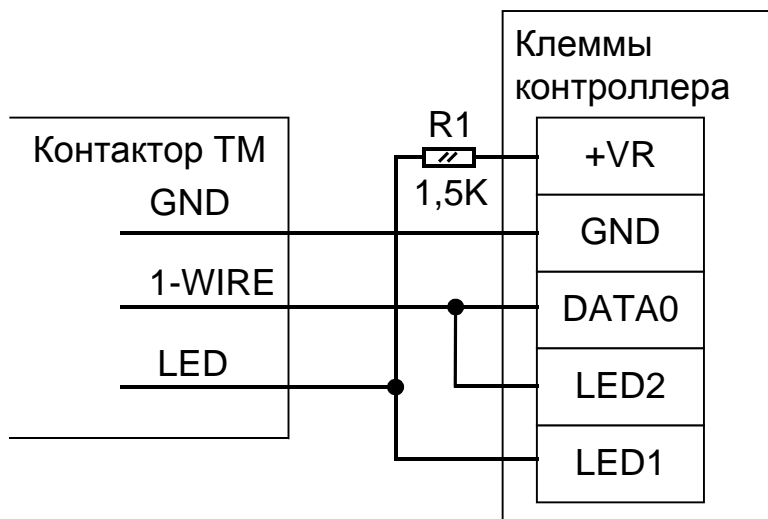 Клеммы
контроллера
Контактор ТМ
R1
1,5K
GND
1-WIRE
LED
+VR
GND
DATA0
LED2
LED1